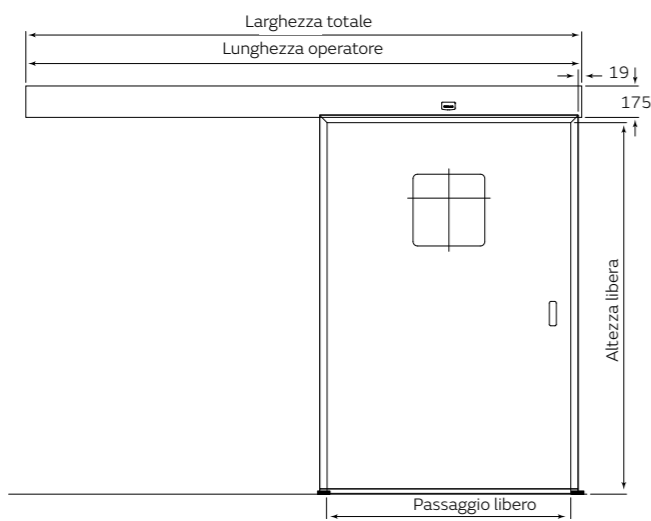 Larghezza totale
Lunghezza operatore
19
175
Altezza libera
Passaggio libero